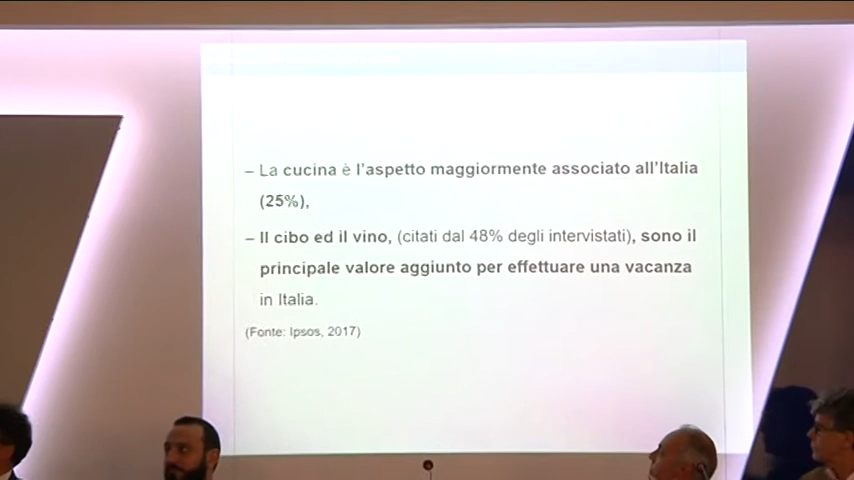 – La cucina è l'aspetto maggiormente associato all'Italia
(25%),
– Il cibo ed il vino, (citati dal 48% degli intervistati), sono il
principale valore aggiunto per effettuare una vacanza
in Italia.
(Fonte: Ipsos, 2017)